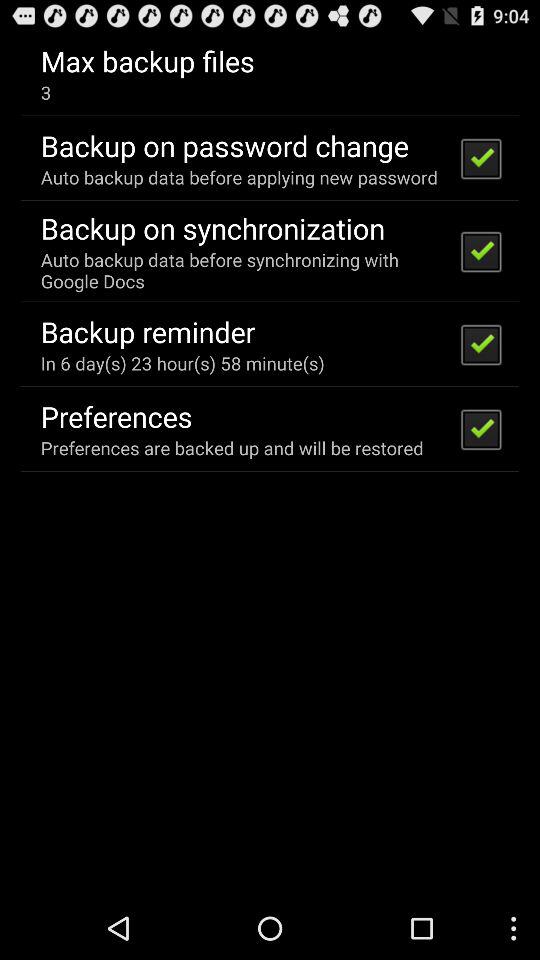 9:04
Max backup files
3
Backup on password change
Auto backup data before applying new password
Backup on synchronization
Auto backup data before synchronizing with
Google Docs
Backup reminder
In 6 day(s) 23 hour(s) 58 minute(s)
Preferences
Preferences are backed up and will be restored